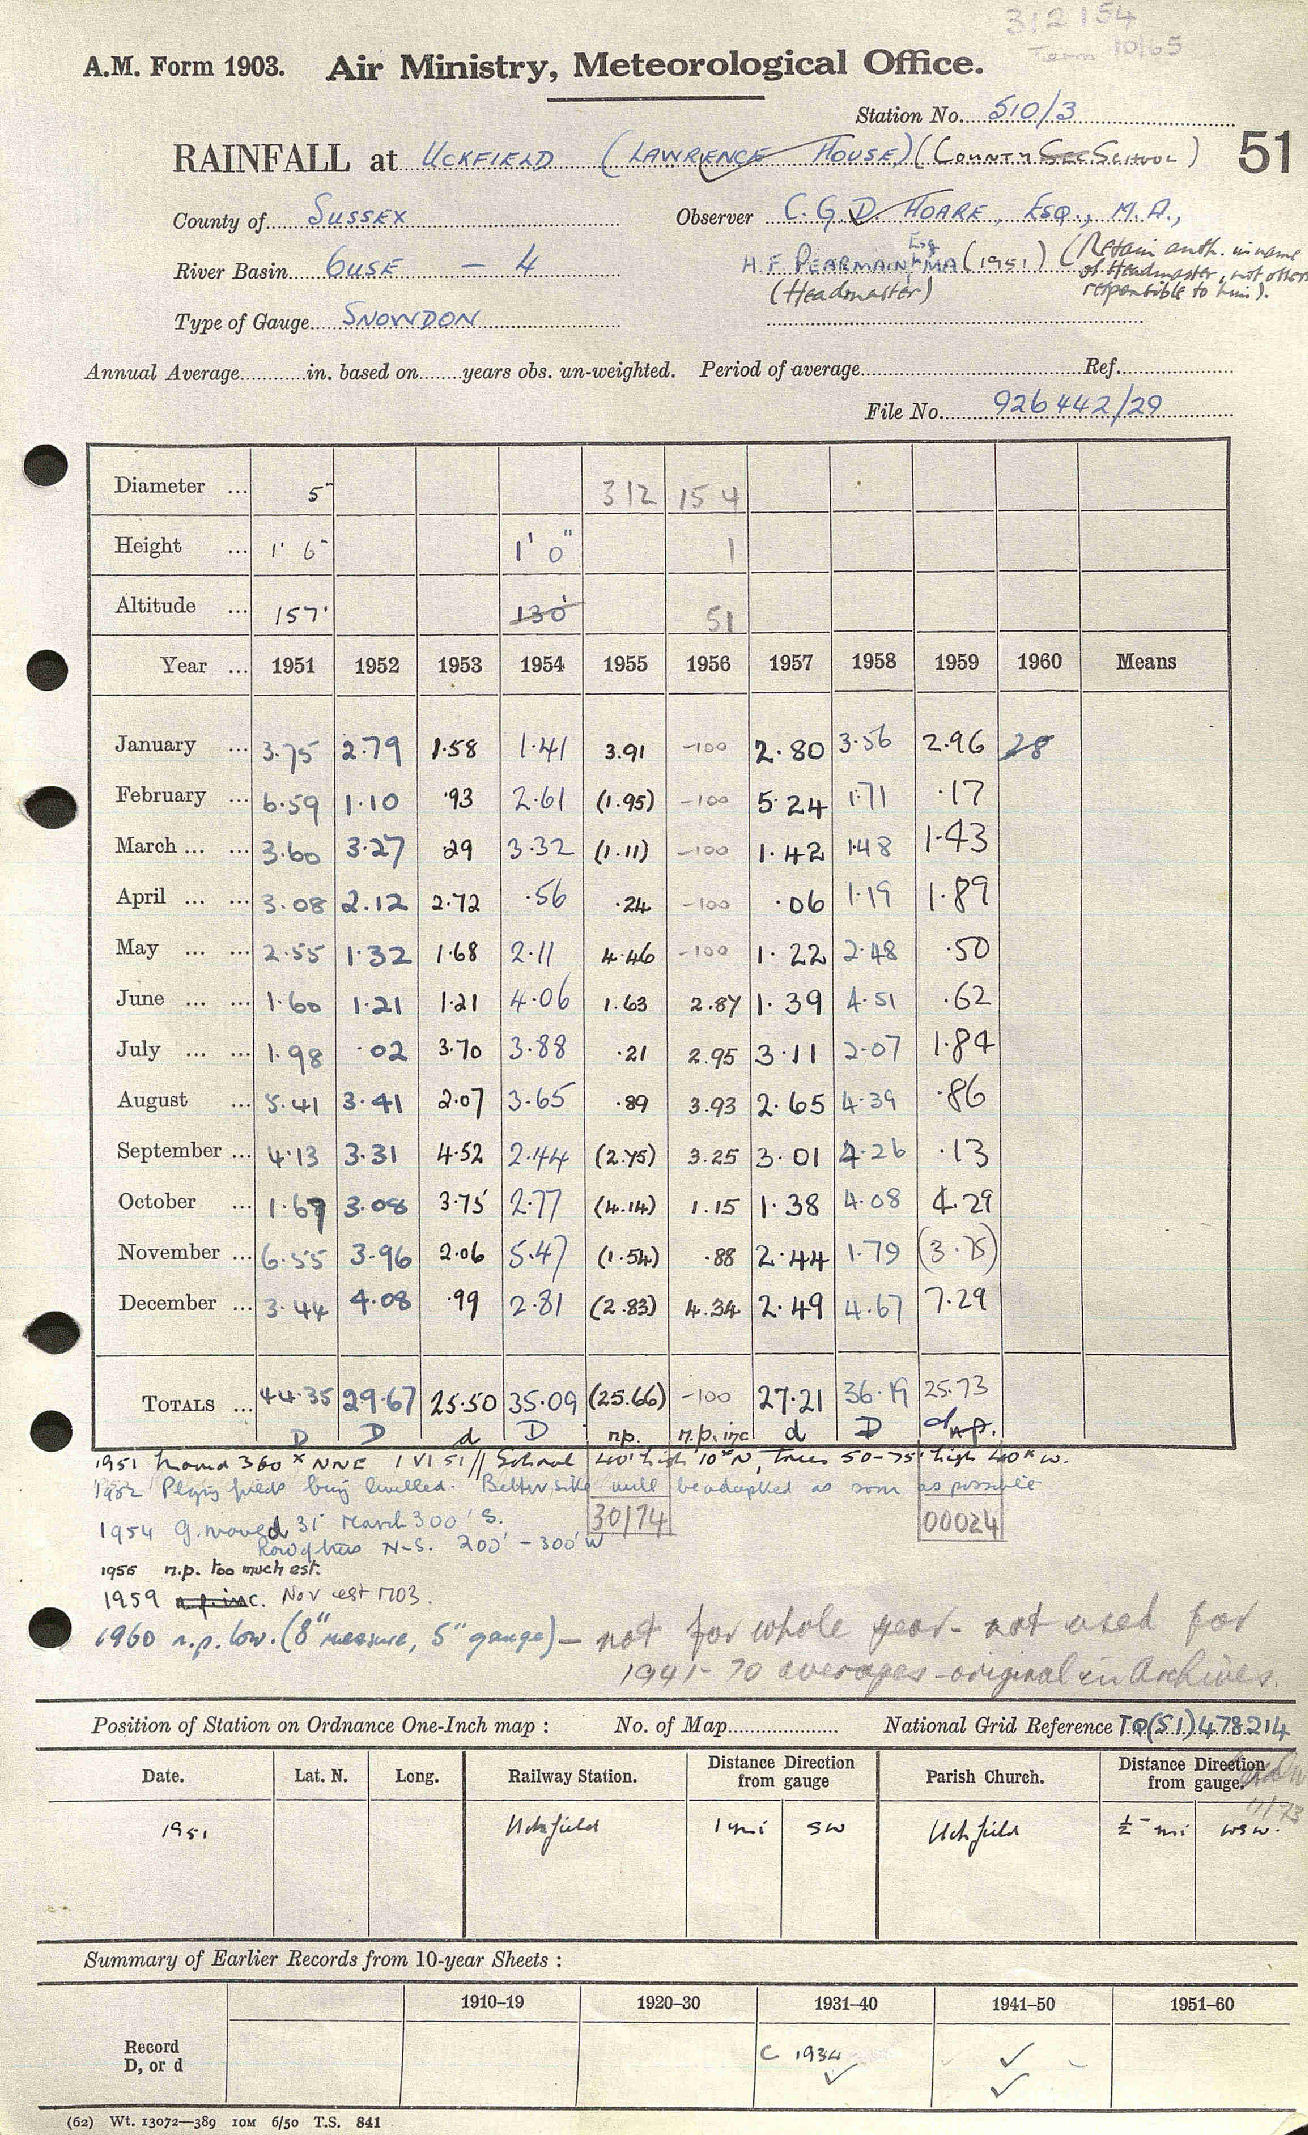 312154
10/65
A.M. Form 1903. Air Ministry, Meteorological Office.
Station No. 510/3
RAINFALL at UCKFIELD (LAWRENCE HOUSE) (COUNTY SEC SCHOOL) 51
County of SUSSEX Observer C.G.D. HOARE, ESQ., M.A.,
River Basin OUSE - 4 H.F. PEARMAIN Esq MA (1951) (Retain auth. in name
of Headmaster, not others
(Headmaster) responsible to him).
Type of Gauge SNOWDON
Annual Average in. based on years obs. un-weighted. Period of average Ref.
File No. 926442/29
Diameter ... 5" 312 154
Height ... 1' 6" 1' 0" 1
Altitude ... 157' 130' 51
Year ... 1951 1952 1953 1954 1955 1956 1957 1958 1959 1960 Means
January ... 3.75 2.79 1.58 1.41 3.91 -100 2.80 3.56 2.96 28
February ... 6.59 1.10 .93 2.61 (1.95) -100 5.24 1.71 .17
March ... ... 3.60 3.27 .29 3.32 (1.11) -100 1.42 1.48 1.43
April ... ... 3.08 2.12 2.72 .56 .24 -100 .06 1.19 1.89
May ... ... 2.55 1.32 1.68 2.11 4.46 -100 1.22 2.48 .50
June ... ... 1.60 1.21 1.21 4.06 1.63 2.87 1.39 4.51 .62
July ... ... 1.98 .02 3.70 3.88 .21 2.95 3.11 2.07 1.84
August ... 5.41 3.41 2.07 3.65 .89 3.93 2.65 4.39 .86
September ... 4.13 3.31 4.52 2.44 (2.75) 3.25 3.01 4.26 .13
October ... 1.67 3.08 3.75 2.77 (4.14) 1.15 1.38 4.08 4.29
November ... 6.55 3.96 2.06 5.47 (1.54) .88 2.44 1.79 (3.75)
December ... 3.44 4.08 .99 2.81 (2.83) 4.34 2.49 4.67 7.29
TOTALS ... 44.35 29.67 25.50 35.09 (25.66) -100 27.21 36.19 25.73
D D d D n.p. n.p. inc d D d n.p.
1951 moved 360 x NNE 1 VI 51 // School 40' high 10x N, trees 50-75' high 40x W.
1952 Playing fields being levelled. Better site will be adopted as soon as possible
1954 G. moved 31 March 300' S. 30174 00024
Row of trees N-S. 200' - 300' W
1955 n.p. too much est.
1959 n.p. inc. Nov est 1703.
1960 n.p. low. (8" measure, 5" gauge) - not for whole year - not used for
1941-70 averages - original in Archives.
Position of Station on Ordnance One-Inch map : No. of Map National Grid Reference TQ(51)478214
Date. Lat. N. Long. Railway Station. Distance Direction from gauge Parish Church. Distance Direction from gauge.
11/73
1951 Uckfield 1 mi SW Uckfield ½ mi WSW.
Summary of Earlier Records from 10-year Sheets :
1910–19 1920–30 1931–40 1941–50 1951–60
Record
D, or d C 1934 ✓ ✓ ✓
(62) Wt. 13072—389 10M 6/50 T.S. 841